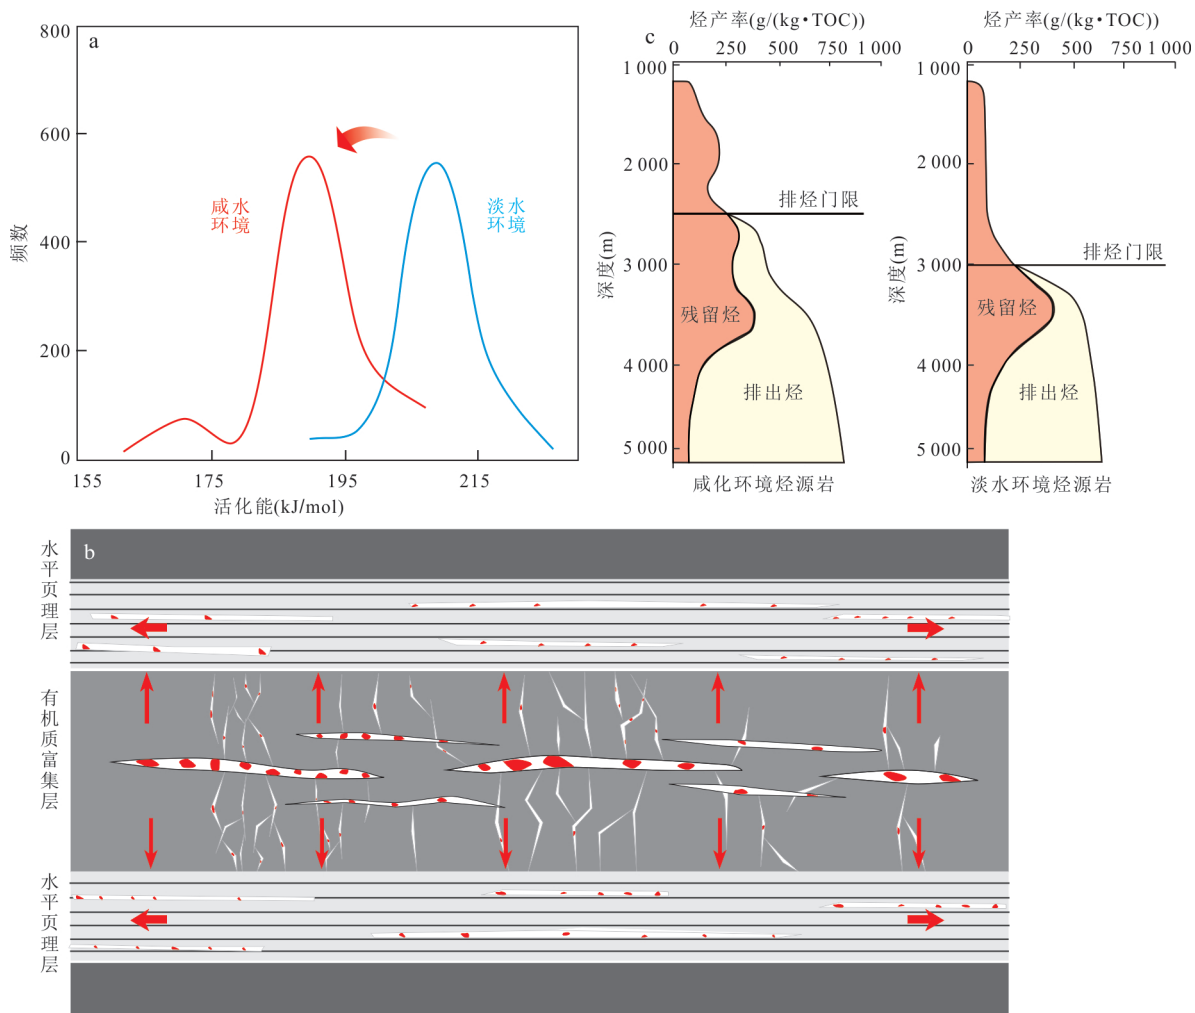 a
800
600
400
200
0
频数
咸水
环境
淡水
环境
155
175
195
215
活化能(kJ/mol)
c
烃产率(g/(kg·TOC))
0
250
500
750
1 000
1 000
2 000
3 000
4 000
5 000
深度(m)
排烃门限
残留烃
排出烃
咸化环境烃源岩
烃产率(g/(kg·TOC))
0
250
500
750
1 000
1 000
2 000
3 000
4 000
5 000
深度(m)
排烃门限
残留烃
排出烃
淡水环境烃源岩
b
水平页理层
有机质富集层
水平页理层